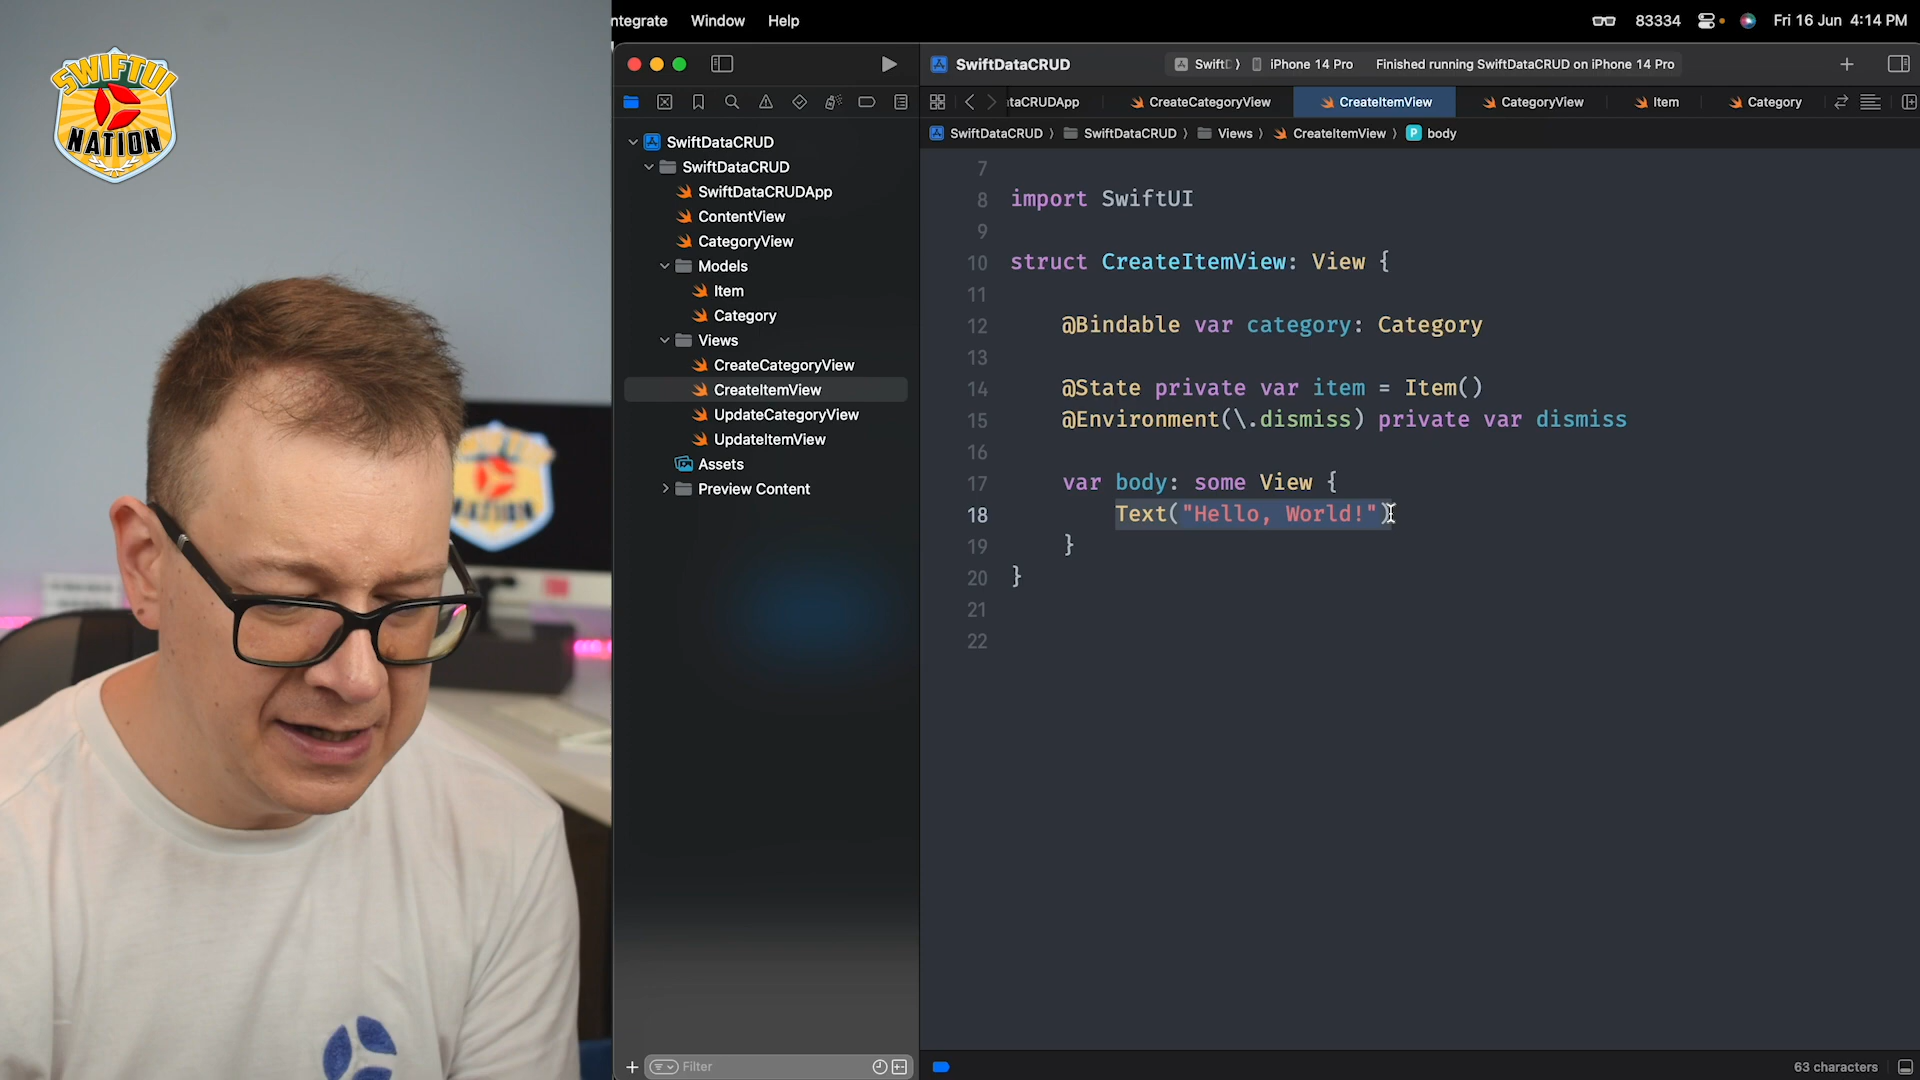 SWIFTUI
NATION
ntegrate Window Help
83334
Fri 16 Jun 4:14 PM
SwiftDataCRUD
SwiftD
iPhone 14 Pro
Finished running SwiftDataCRUD on iPhone 14 Pro
taCRUDApp
CreateCategoryView
CreateItemView
CategoryView
Item
Category
SwiftDataCRUD
SwiftDataCRUD
Views
CreateItemView
body
SwiftDataCRUD
SwiftDataCRUD
SwiftDataCRUDApp
ContentView
CategoryView
Models
Item
Category
Views
CreateCategoryView
CreateItemView
UpdateCategoryView
UpdateItemView
Assets
Preview Content
Filter
7
8 import SwiftUI
9
10 struct CreateItemView: View {
11
12 @Bindable var category: Category
13
14 @State private var item = Item()
15 @Environment(\.dismiss) private var dismiss
16
17 var body: some View {
18 Text("Hello, World!")
19 }
20 }
21
22
63 characters
NATION